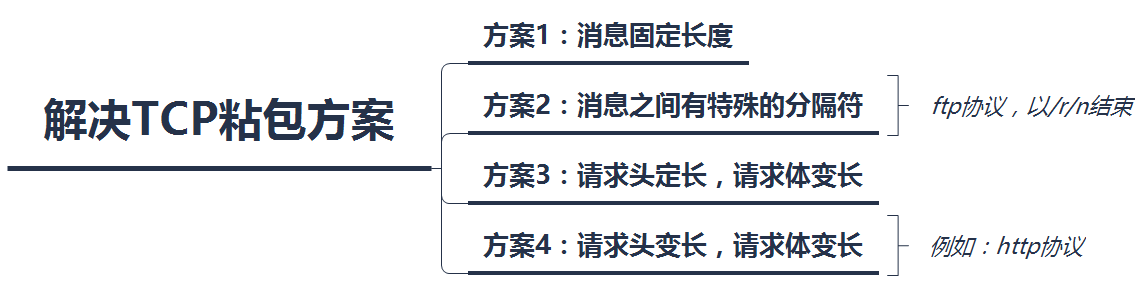 解决TCP粘包方案
方案1：消息固定长度
方案2：消息之间有特殊的分隔符
ftp协议，以/r/n结束
方案3：请求头定长，请求体变长
方案4：请求头变长，请求体变长
例如：http协议